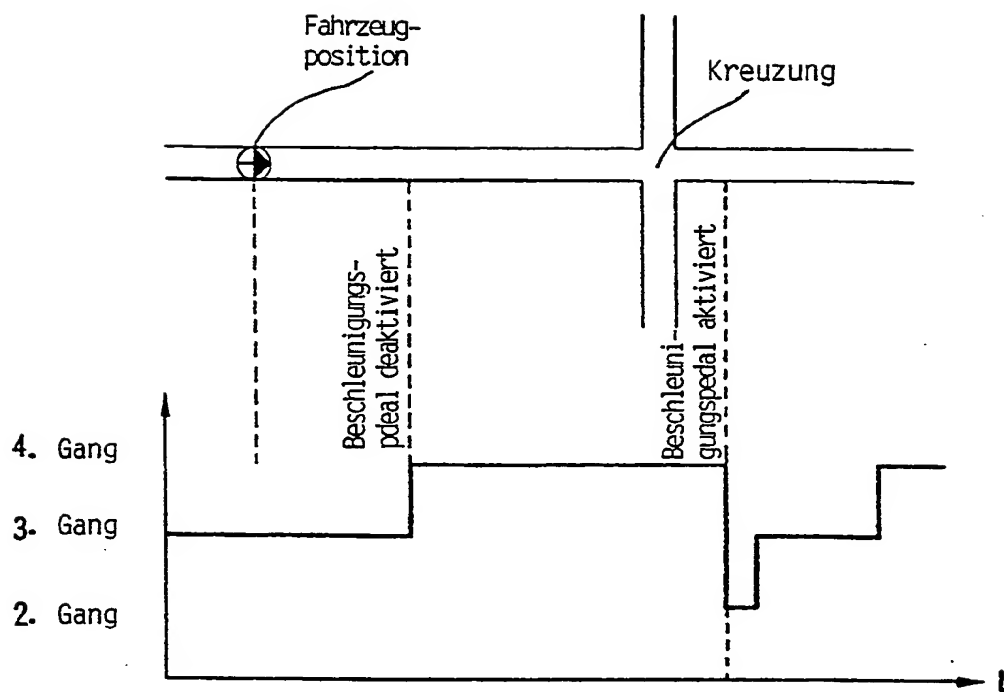 Fahrzeug-
position
Kreuzung
Beschleunigungs-
pdeal deaktiviert
Beschleuni-
gungspedal aktiviert
4. Gang
3. Gang
2. Gang
L